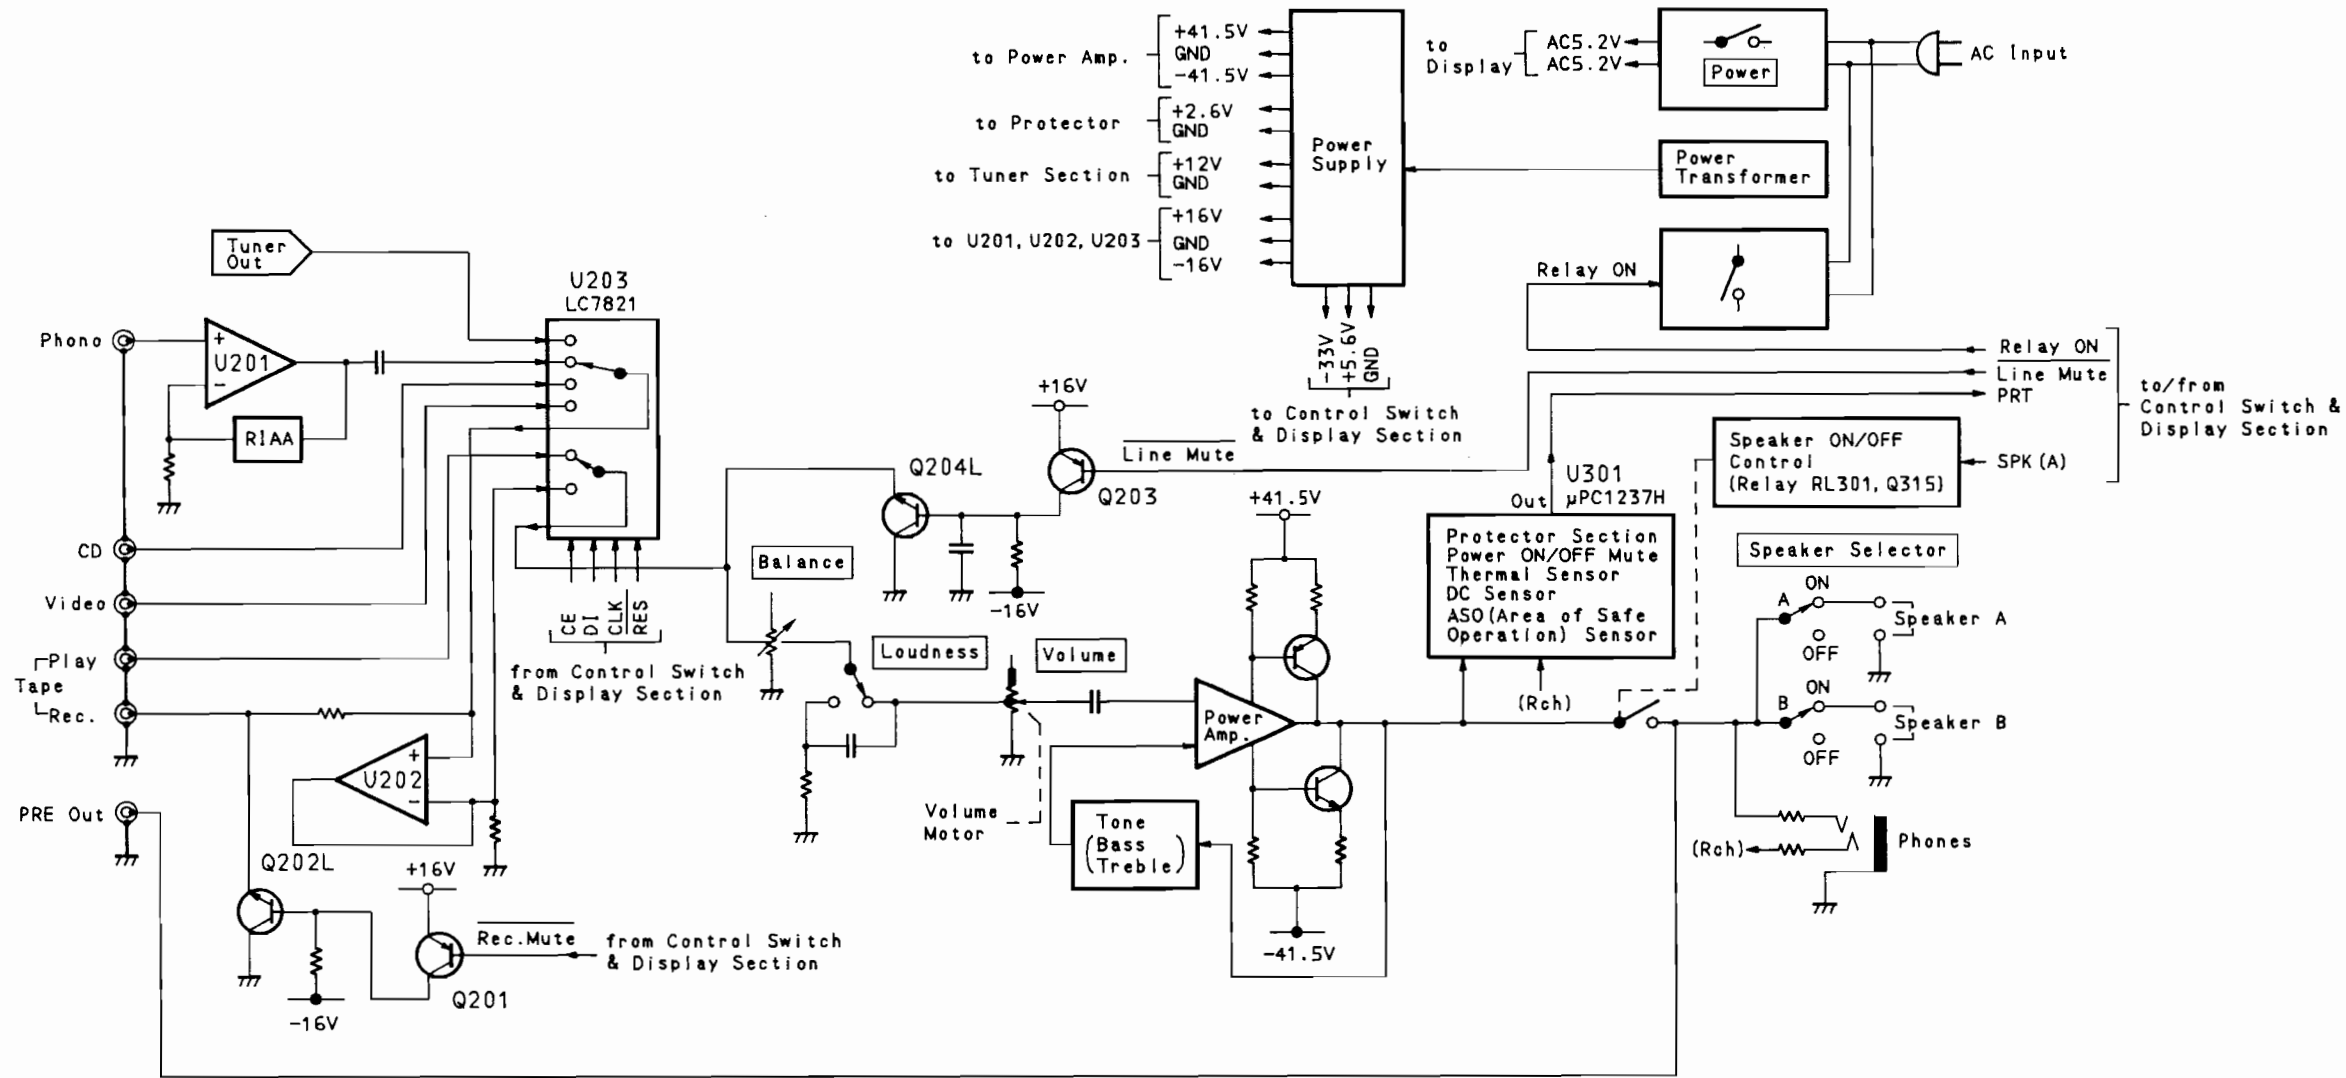 +41.5V
GND
-41.5V
to Power Amp.
+2.6V
GND
to Protector
+12V
GND
to Tuner Section
+16V
GND
-16V
to U201, U202, U203
Power
Supply
-33V
+5.6V
GND
to Control Switch
& Display Section
to
Display
AC5.2V
AC5.2V
Power
AC Input
Power
Transformer
Relay ON
Relay ON
Line Mute
PRT
to/from
Control Switch &
Display Section
Speaker ON/OFF
Control
(Relay RL301, Q315)
SPK(A)
Tuner
Out
U203
LC7821
Phono
+
U201
-
RIAA
CD
Video
Play
Tape
Rec.
PRE Out
CE
DI
CLK
RES
from Control Switch
& Display Section
+
U202
-
Q202L
+16V
-16V
Rec.Mute
from Control Switch
& Display Section
Q201
Q204L
+16V
Line Mute
Q203
-16V
Balance
Loudness
Volume
Volume
Motor
Power
Amp.
Tone
(Bass
Treble)
+41.5V
-41.5V
U301
Out
µPC1237H
Protector Section
Power ON/OFF Mute
Thermal Sensor
DC Sensor
ASO(Area of Safe
Operation) Sensor
(Rch)
Speaker Selector
ON
A
OFF
Speaker A
ON
B
OFF
Speaker B
(Rch)
Phones